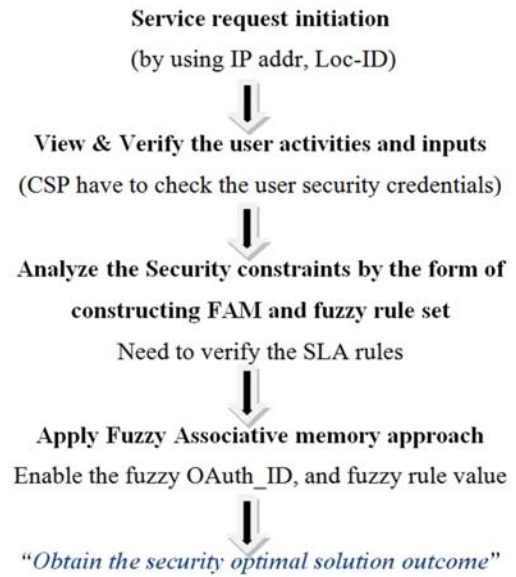 Service request initiation
(by using IP addr, Loc-ID)
View & Verify the user activities and inputs
(CSP have to check the user security credentials)
Analyze the Security constraints by the form of
constructing FAM and fuzzy rule set
Need to verify the SLA rules
Apply Fuzzy Associative memory approach
Enable the fuzzy OAuth_ID, and fuzzy rule value
“Obtain the security optimal solution outcome”